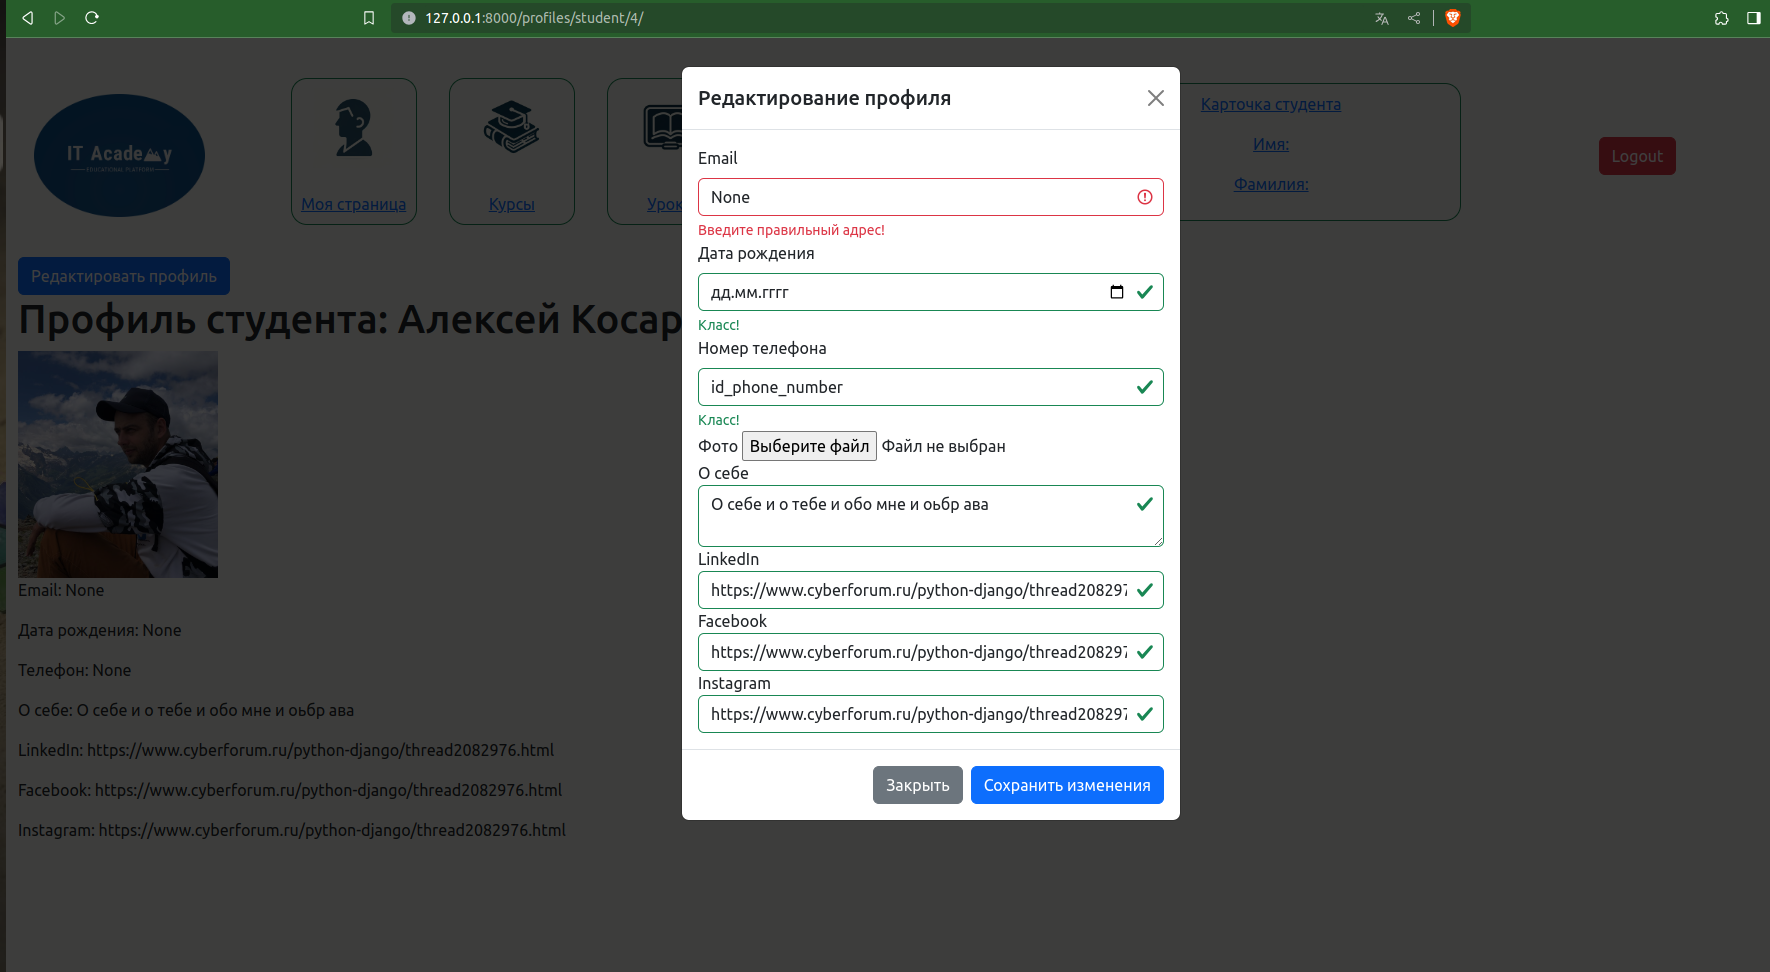 127.0.0.1:8000/profiles/student/4/
IT Academy
EDUCATIONAL PLATFORM
Моя страница
Курсы
Урок
Карточка студента
Имя:
Фамилия:
Logout
Редактировать профиль
Профиль студента: Алексей Косар
Email: None
Дата рождения: None
Телефон: None
О себе: О себе и о тебе и обо мне и оьбр ава
LinkedIn: https://www.cyberforum.ru/python-django/thread2082976.html
Facebook: https://www.cyberforum.ru/python-django/thread2082976.html
Instagram: https://www.cyberforum.ru/python-django/thread2082976.html
Редактирование профиля
Email
None
Введите правильный адрес!
Дата рождения
дд.мм.гггг
Класс!
Номер телефона
id_phone_number
Класс!
Фото Выберите файл Файл не выбран
О себе
О себе и о тебе и обо мне и оьбр ава
LinkedIn
https://www.cyberforum.ru/python-django/thread208297
Facebook
https://www.cyberforum.ru/python-django/thread208297
Instagram
https://www.cyberforum.ru/python-django/thread208297
Закрыть Сохранить изменения